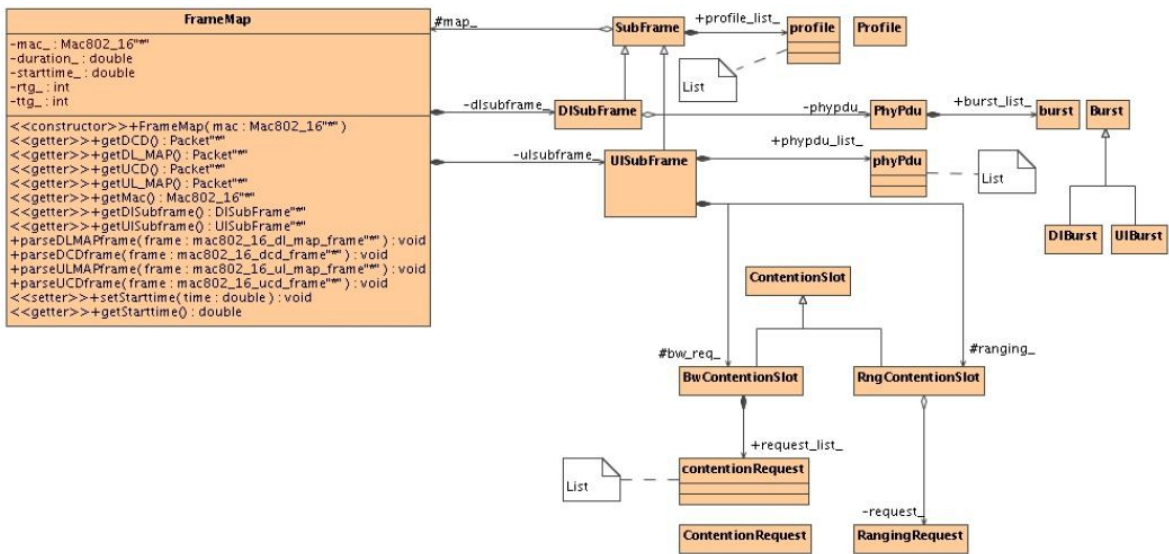 FrameMap
-mac_ : Mac802_16"*"
-duration_ : double
-starttime_ : double
-rtg_ : int
-ttg_ : int
<<constructor>>+FrameMap( mac : Mac802_16"*" )
<<getter>>+getDCD() : Packet"*"
<<getter>>+getDL_MAP() : Packet"*"
<<getter>>+getUCD() : Packet"*"
<<getter>>+getUL_MAP() : Packet"*"
<<getter>>+getMac() : Mac802_16"*"
<<getter>>+getDlSubframe() : DlSubFrame"*"
<<getter>>+getUlSubframe() : UlSubFrame"*"
+parseDLMAPframe( frame : mac802_16_dl_map_frame"*" ) : void
+parseDCDframe( frame : mac802_16_dcd_frame"*" ) : void
+parseULMAPframe( frame : mac802_16_ul_map_frame"*" ) : void
+parseUCDframe( frame : mac802_16_ucd_frame"*" ) : void
<<setter>>+setStarttime( time : double ) : void
<<getter>>+getStarttime() : double
#map_
SubFrame
+profile_list_
profile
Profile
List
-dlsubframe_
DlSubFrame
-phypdu_
PhyPdu
+burst_list_
burst
Burst
-ulsubframe_
UlSubFrame
+phypdu_list_
phyPdu
List
DlBurst
UlBurst
ContentionSlot
#bw_req_
#ranging_
BwContentionSlot
RngContentionSlot
+request_list_
List
contentionRequest
-request_
ContentionRequest
RangingRequest